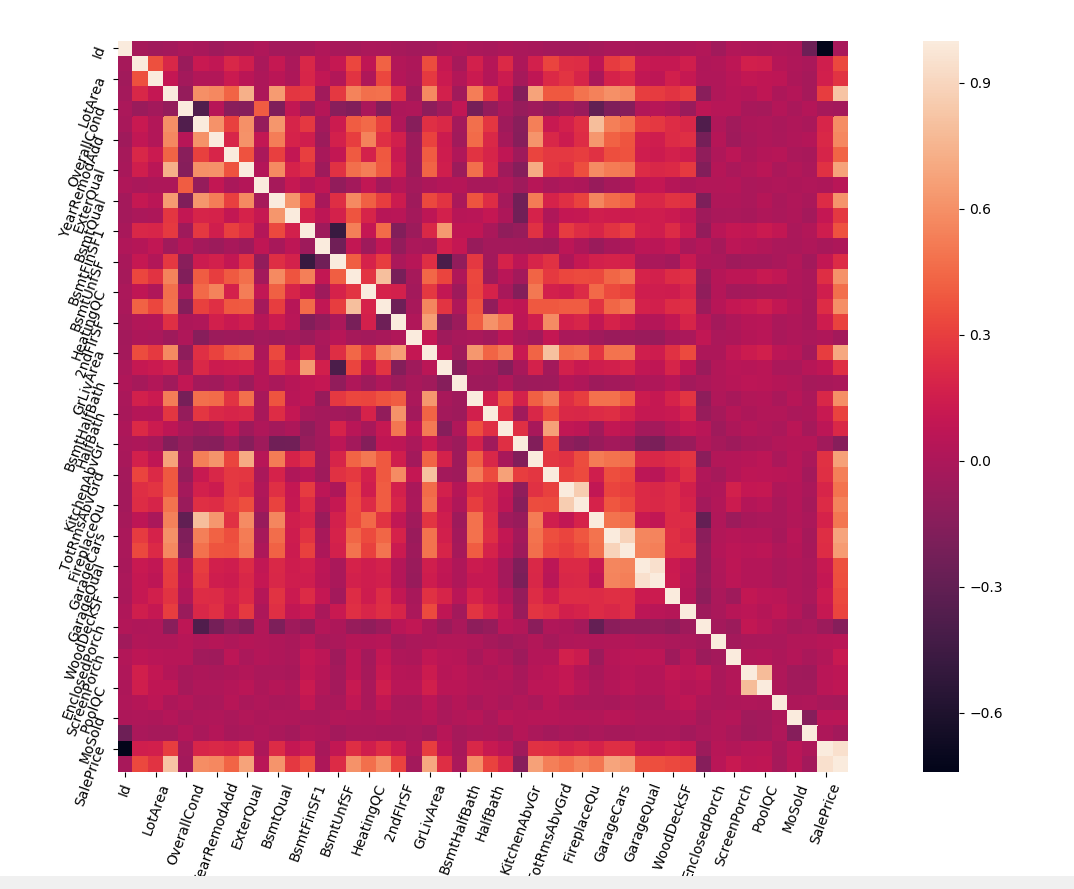 Id
LotArea
OverallCond
YearRemodAdd
ExterQual
BsmtQual
BsmtFinSF1
BsmtUnfSF
HeatingQC
2ndFlrSF
GrLivArea
BsmtHalfBath
HalfBath
KitchenAbvGr
TotRmsAbvGrd
FireplaceQu
GarageCars
GarageQual
WoodDeckSF
EnclosedPorch
ScreenPorch
PoolQC
MoSold
SalePrice
Id
LotArea
OverallCond
YearRemodAdd
ExterQual
BsmtQual
BsmtFinSF1
BsmtUnfSF
HeatingQC
2ndFlrSF
GrLivArea
BsmtHalfBath
HalfBath
KitchenAbvGr
TotRmsAbvGrd
FireplaceQu
GarageCars
GarageQual
WoodDeckSF
EnclosedPorch
ScreenPorch
PoolQC
MoSold
SalePrice
0.9
0.6
0.3
0.0
−0.3
−0.6